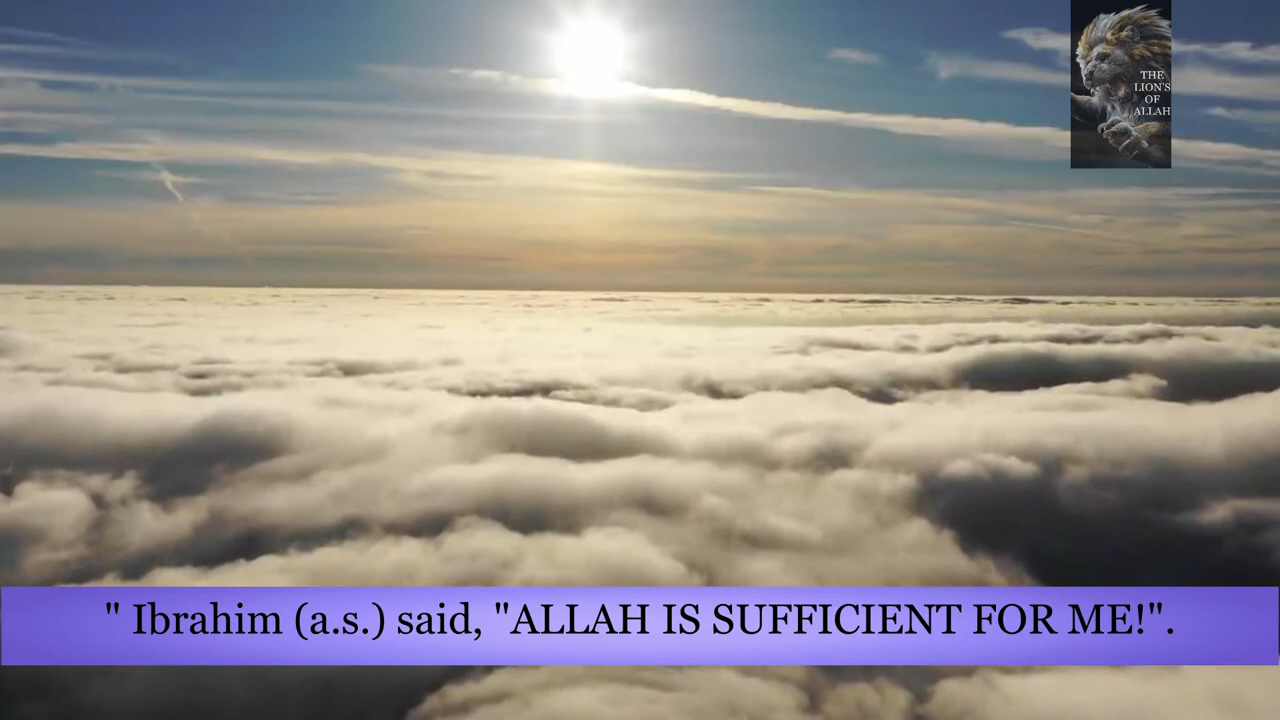 THE
LION'S
OF
ALLAH
" Ibrahim (a.s.) said, "ALLAH IS SUFFICIENT FOR ME!".